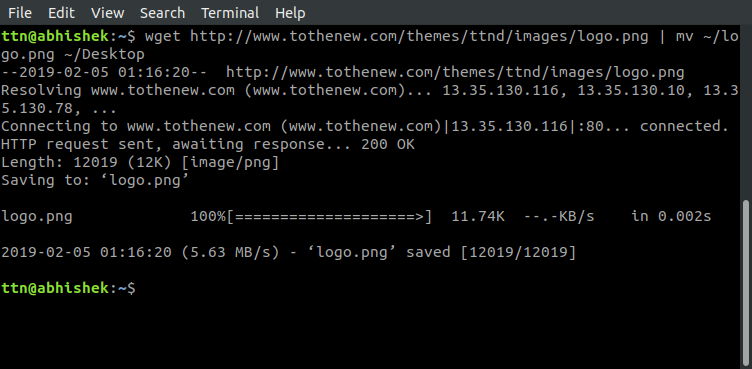 File Edit View Search Terminal Help
ttn@abhishek:~$ wget http://www.tothenew.com/themes/ttnd/images/logo.png | mv ~/lo
go.png ~/Desktop
--2019-02-05 01:16:20--  http://www.tothenew.com/themes/ttnd/images/logo.png
Resolving www.tothenew.com (www.tothenew.com)... 13.35.130.116, 13.35.130.10, 13.3
5.130.78, ...
Connecting to www.tothenew.com (www.tothenew.com)|13.35.130.116|:80... connected.
HTTP request sent, awaiting response... 200 OK
Length: 12019 (12K) [image/png]
Saving to: ‘logo.png’
logo.png             100%[====================>]  11.74K  --.-KB/s    in 0.002s
2019-02-05 01:16:20 (5.63 MB/s) - ‘logo.png’ saved [12019/12019]
ttn@abhishek:~$